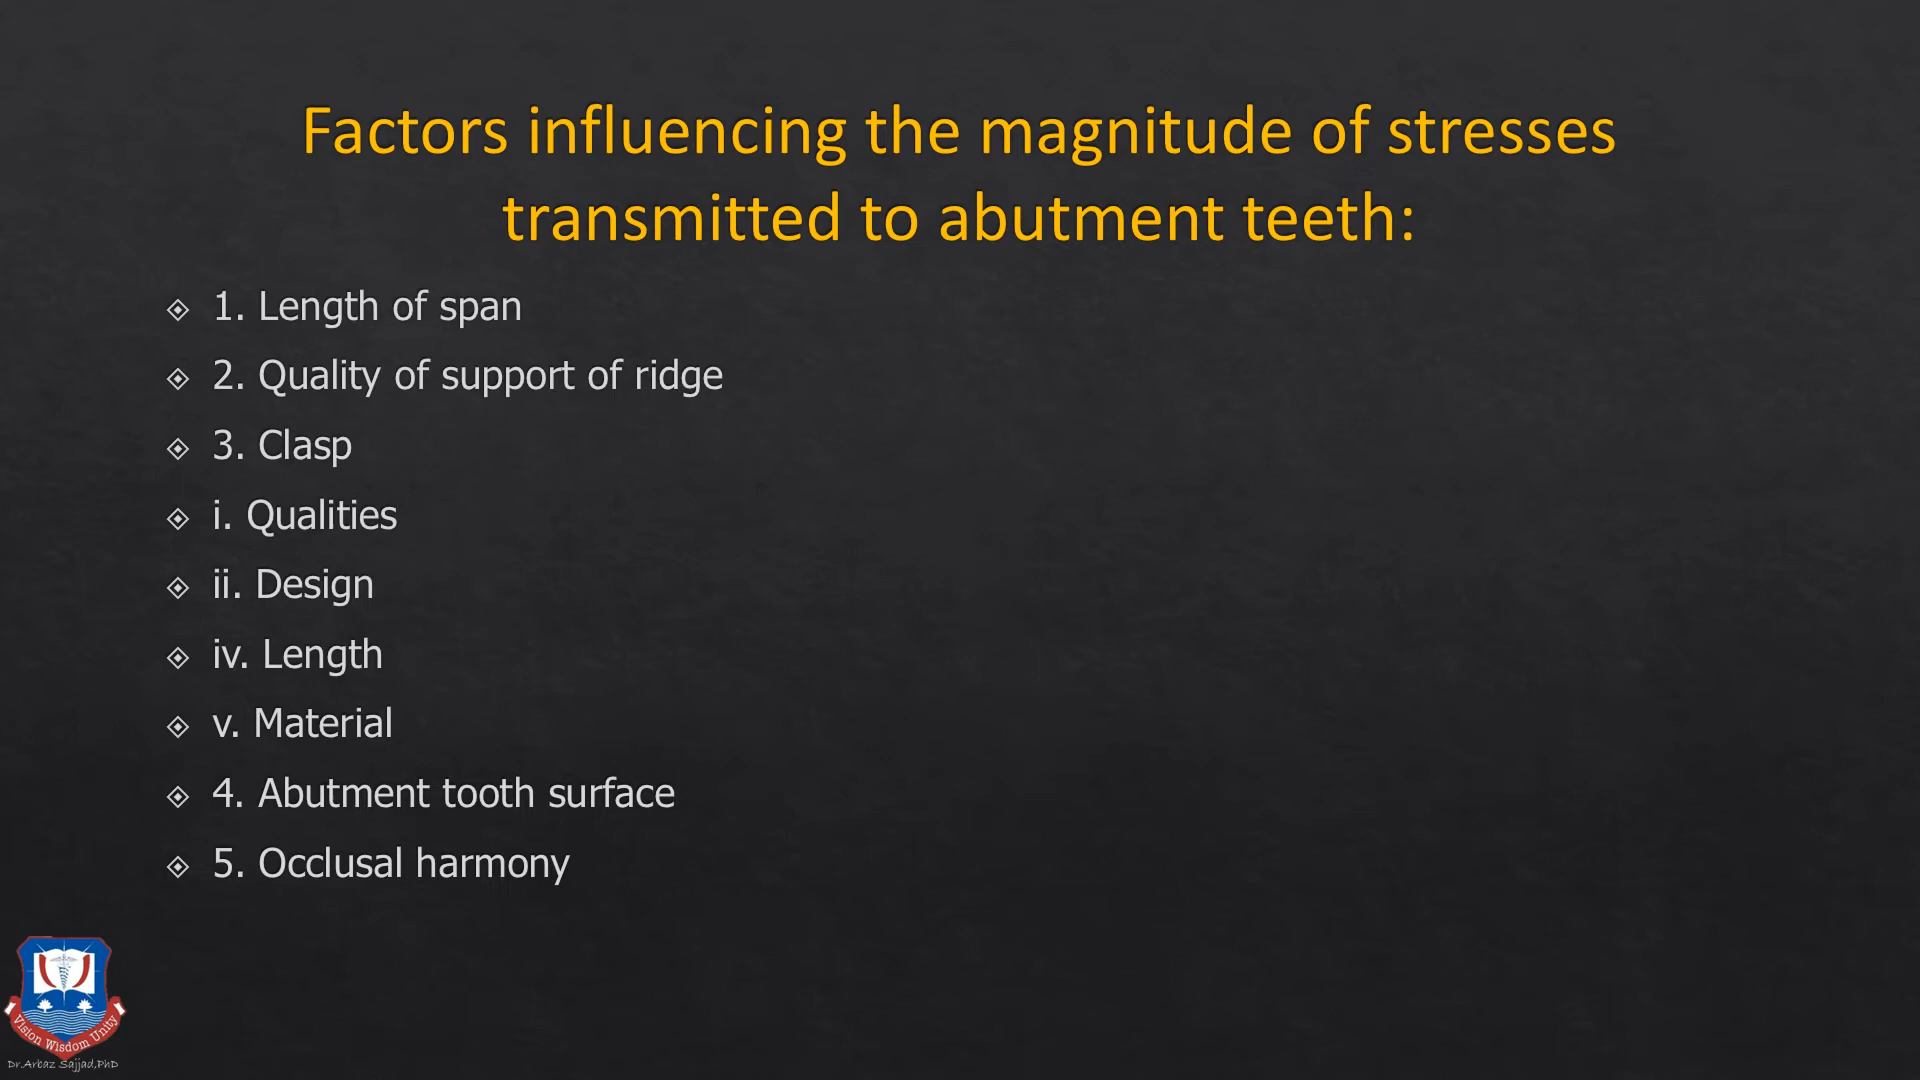 Factors influencing the magnitude of stresses
transmitted to abutment teeth:
1. Length of span
2. Quality of support of ridge
3. Clasp
i. Qualities
ii. Design
iv. Length
v. Material
4. Abutment tooth surface
5. Occlusal harmony
Vision Wisdom Unity
Dr.Arbaz Sajjad,PhD